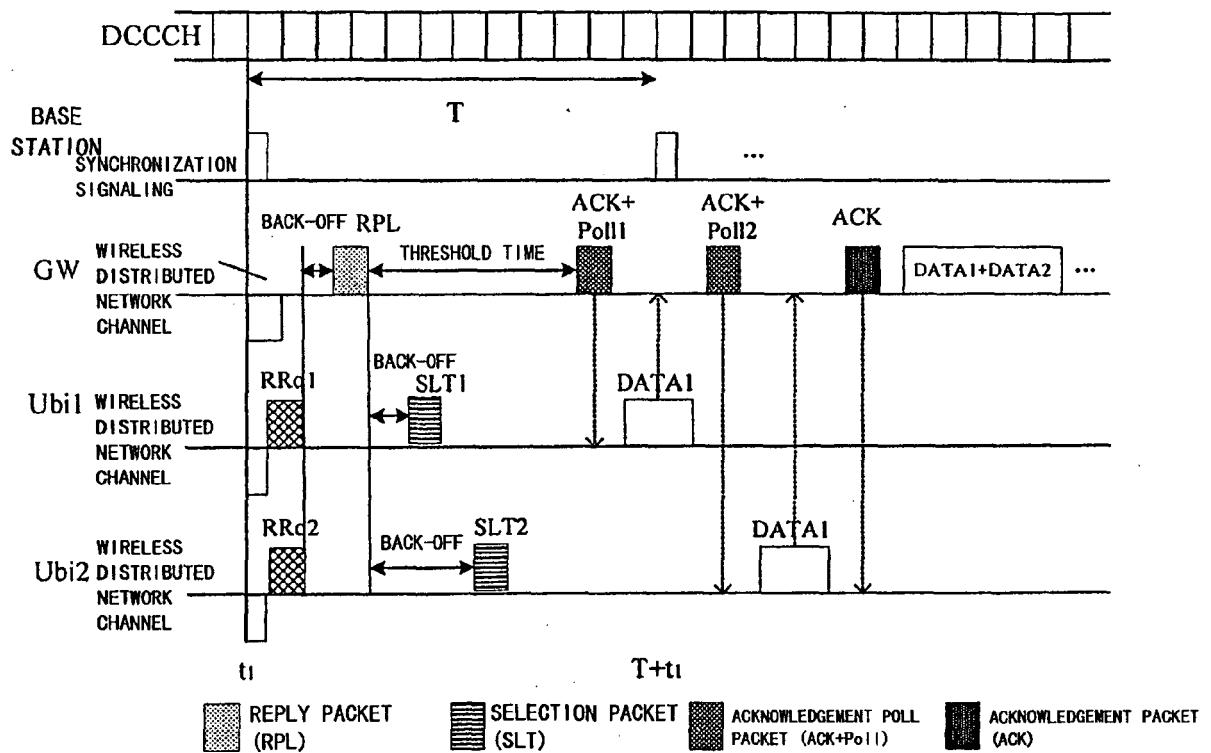 DCCCH
T
BASE
STATION
SYNCHRONIZATION
SIGNALING
...
BACK-OFF RPL
ACK+
Poll1
ACK+
Poll2
ACK
GW
WIRELESS
DISTRIBUTED
NETWORK
CHANNEL
THRESHOLD TIME
DATA1+DATA2
...
BACK-OFF
RRq1
SLT1
DATA1
Ubi1
WIRELESS
DISTRIBUTED
NETWORK
CHANNEL
RRq2
BACK-OFF
SLT2
DATA1
Ubi2
WIRELESS
DISTRIBUTED
NETWORK
CHANNEL
t1
T+t1
REPLY PACKET
(RPL)
SELECTION PACKET
(SLT)
ACKNOWLEDGEMENT POLL
PACKET (ACK+Poll)
ACKNOWLEDGEMENT PACKET
(ACK)